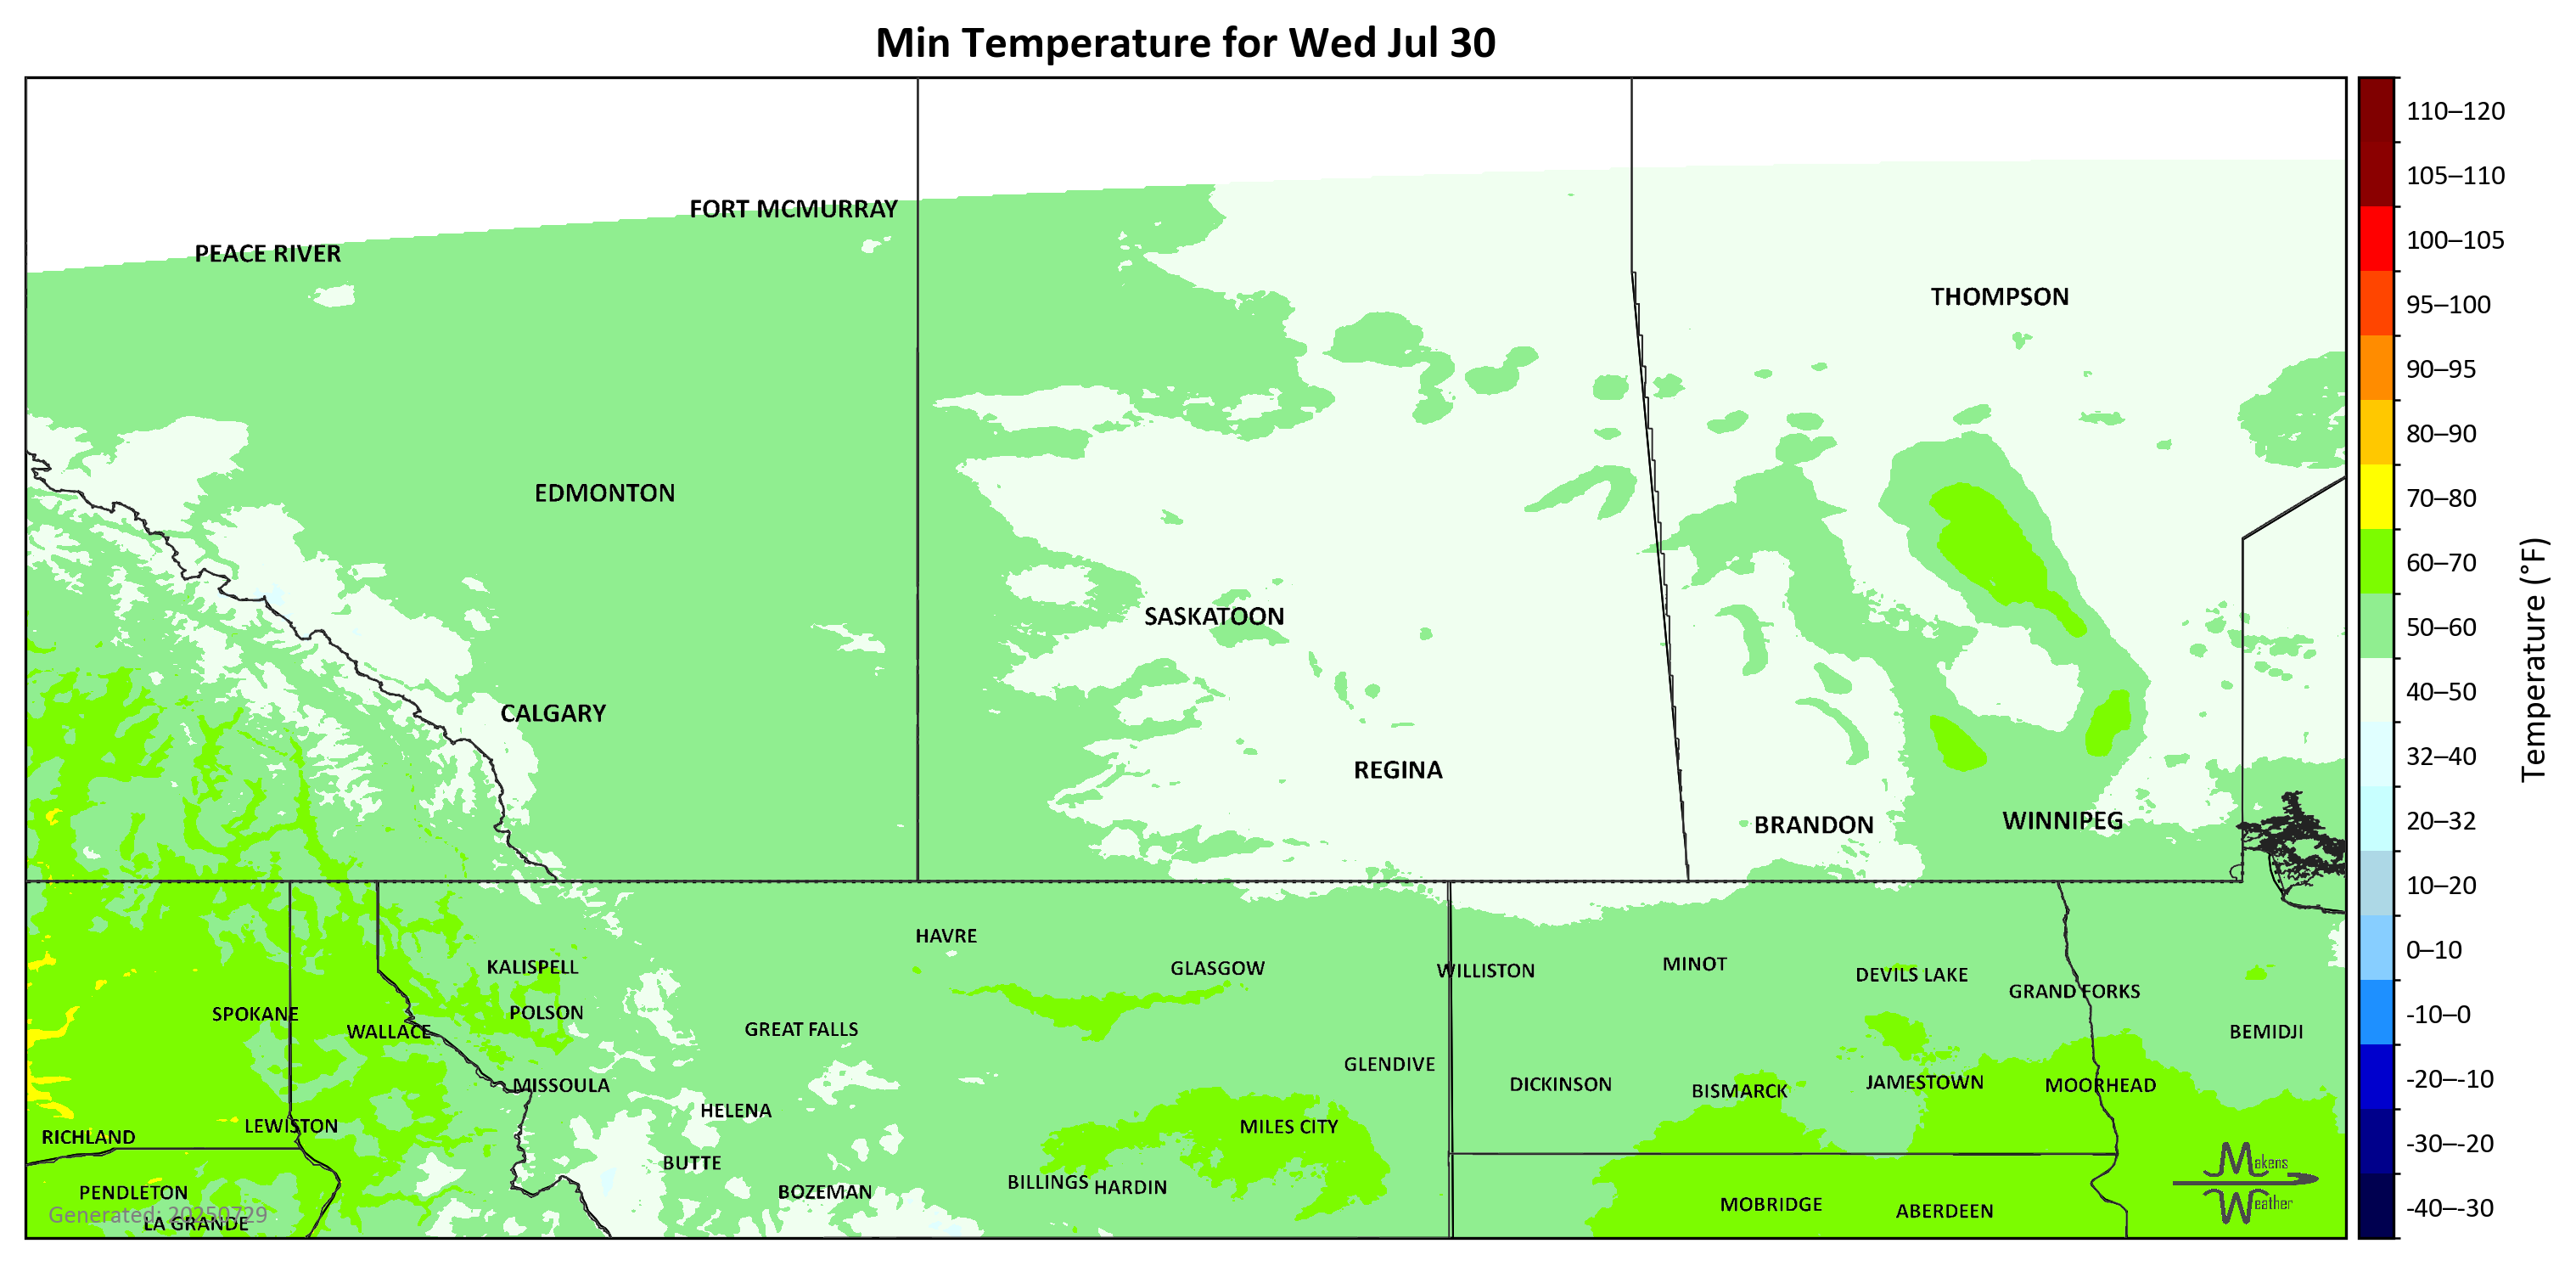 Min Temperature for Wed Jul 30
110–120
105–110
100–105
95–100
90–95
80–90
70–80
60–70
50–60
40–50
32–40
20–32
10–20
0–10
-10–0
-20–-10
-30–-20
-40–-30
Temperature (°F)
FORT MCMURRAY
PEACE RIVER
THOMPSON
EDMONTON
SASKATOON
CALGARY
REGINA
BRANDON
WINNIPEG
HAVRE
KALISPELL
GLASGOW
WILLISTON
MINOT
DEVILS LAKE
GRAND FORKS
SPOKANE
POLSON
WALLACE
GREAT FALLS
BEMIDJI
GLENDIVE
MISSOULA
DICKINSON
BISMARCK
JAMESTOWN
MOORHEAD
HELENA
LEWISTON
MILES CITY
RICHLAND
BUTTE
BILLINGS
HARDIN
PENDLETON
BOZEMAN
MOBRIDGE
ABERDEEN
Generated: 20250729
LA GRANDE
Makens
Weather